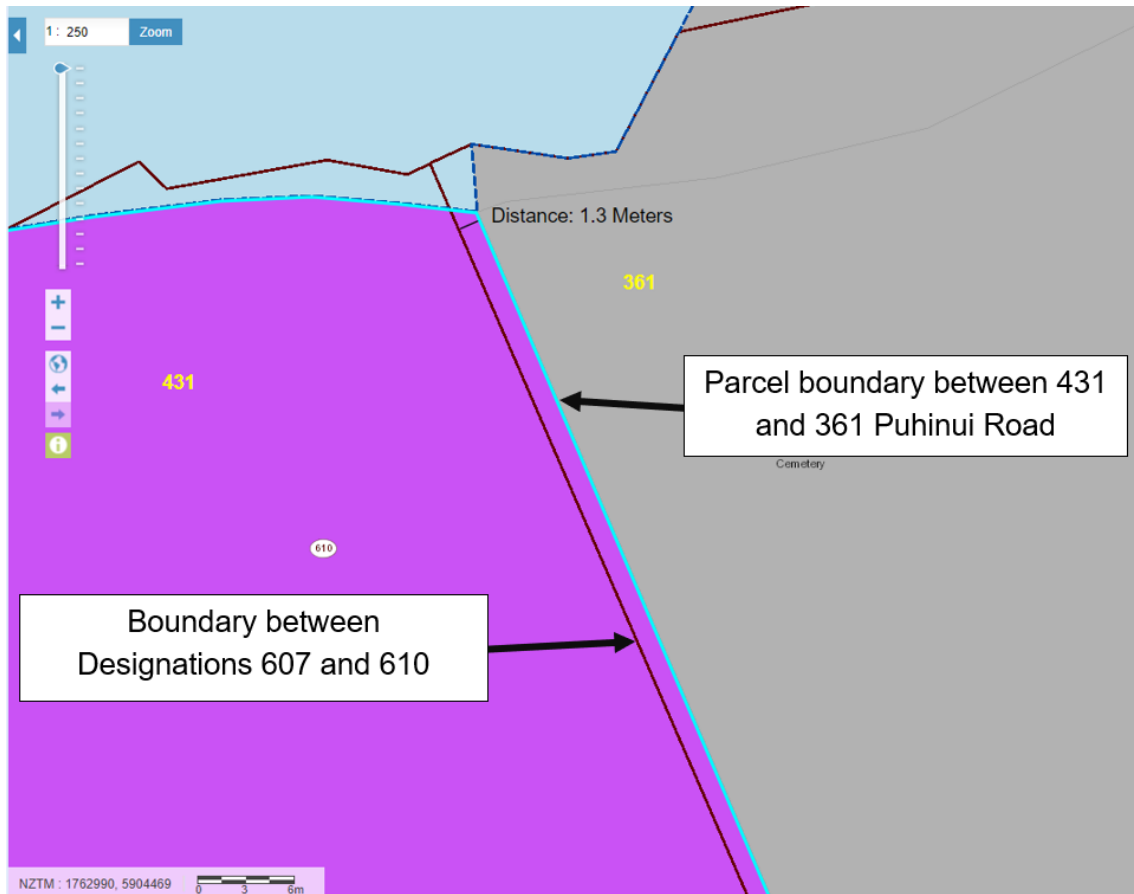 1 : 250 Zoom
Distance: 1.3 Meters
361
431
Parcel boundary between 431
and 361 Puhinui Road
Cemetery
610
Boundary between
Designations 607 and 610
NZTM : 1762990, 5904469
0 3 6m